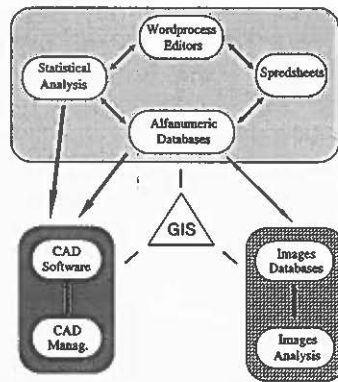 Wordprocess
Editors
Statistical
Analysis
Spredsheets
Alfanumeric
Databases
GIS
CAD
Software
Images
Databases
CAD
Manag.
Images
Analysis